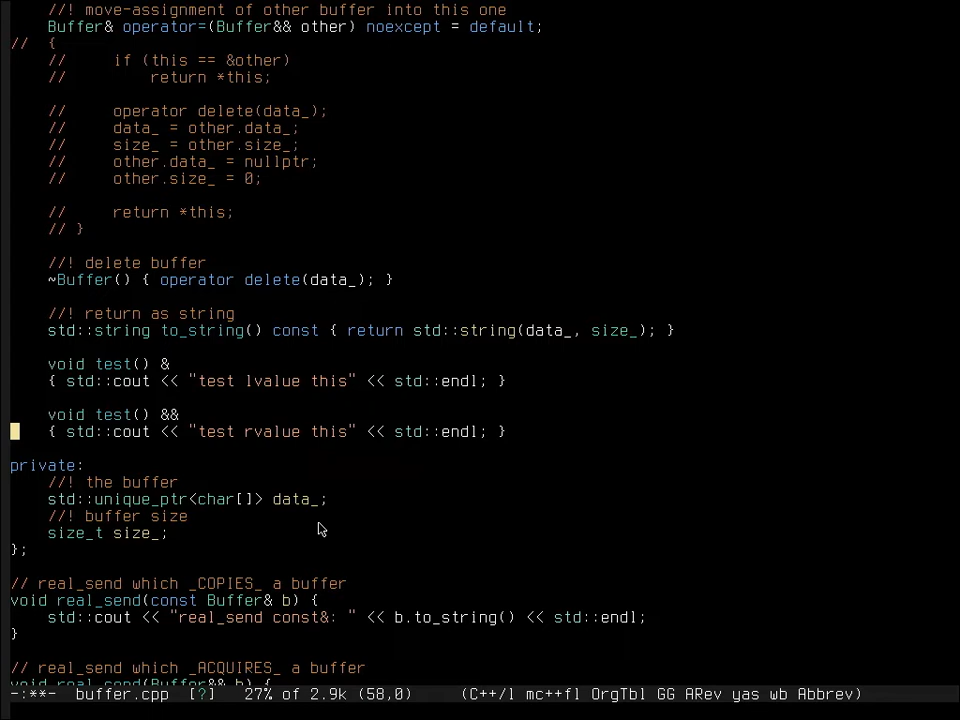 //! move-assignment of other buffer into this one
Buffer& operator=(Buffer&& other) noexcept = default;
//  {
//     if (this == &other)
//         return *this;
//     operator delete(data_);
//     data_ = other.data_;
//     size_ = other.size_;
//     other.data_ = nullptr;
//     other.size_ = 0;
//     return *this;
// }
//! delete buffer
~Buffer() { operator delete(data_); }
//! return as string
std::string to_string() const { return std::string(data_, size_); }
void test() &
{ std::cout << "test lvalue this" << std::endl; }
void test() &&
{ std::cout << "test rvalue this" << std::endl; }
private:
//! the buffer
std::unique_ptr<char[]> data_;
//! buffer size
size_t size_;
};
// real_send which _COPIES_ a buffer
void real_send(const Buffer& b) {
std::cout << "real_send const&: " << b.to_string() << std::endl;
}
// real_send which _ACQUIRES_ a buffer
void real_send(Buffer&& b) {
-:**-  buffer.cpp  [?]   27% of 2.9k (58,0)     (C++/l mc++fl OrgTbl GG ARev yas wb Abbrev)